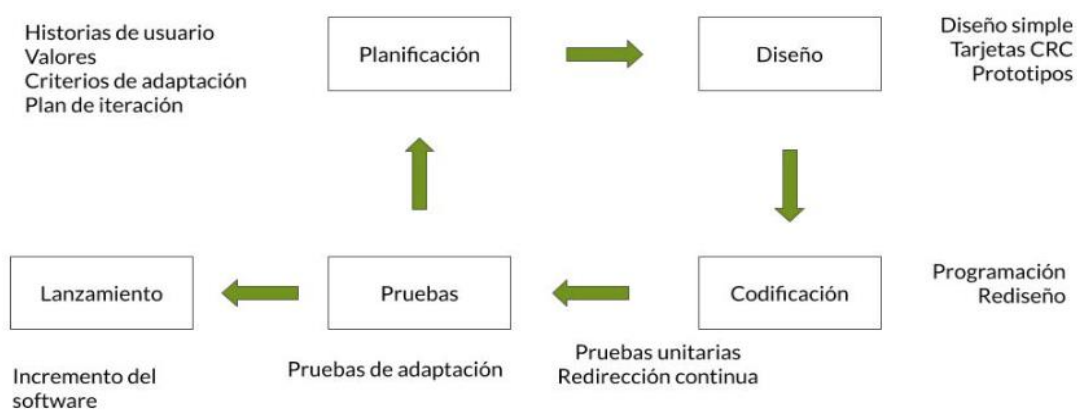 Historias de usuario
Valores
Criterios de adaptación
Plan de iteración
Planificación
Diseño
Diseño simple
Tarjetas CRC
Prototipos
Lanzamiento
Pruebas
Codificación
Programación
Rediseño
Incremento del
software
Pruebas de adaptación
Pruebas unitarias
Redirección continua